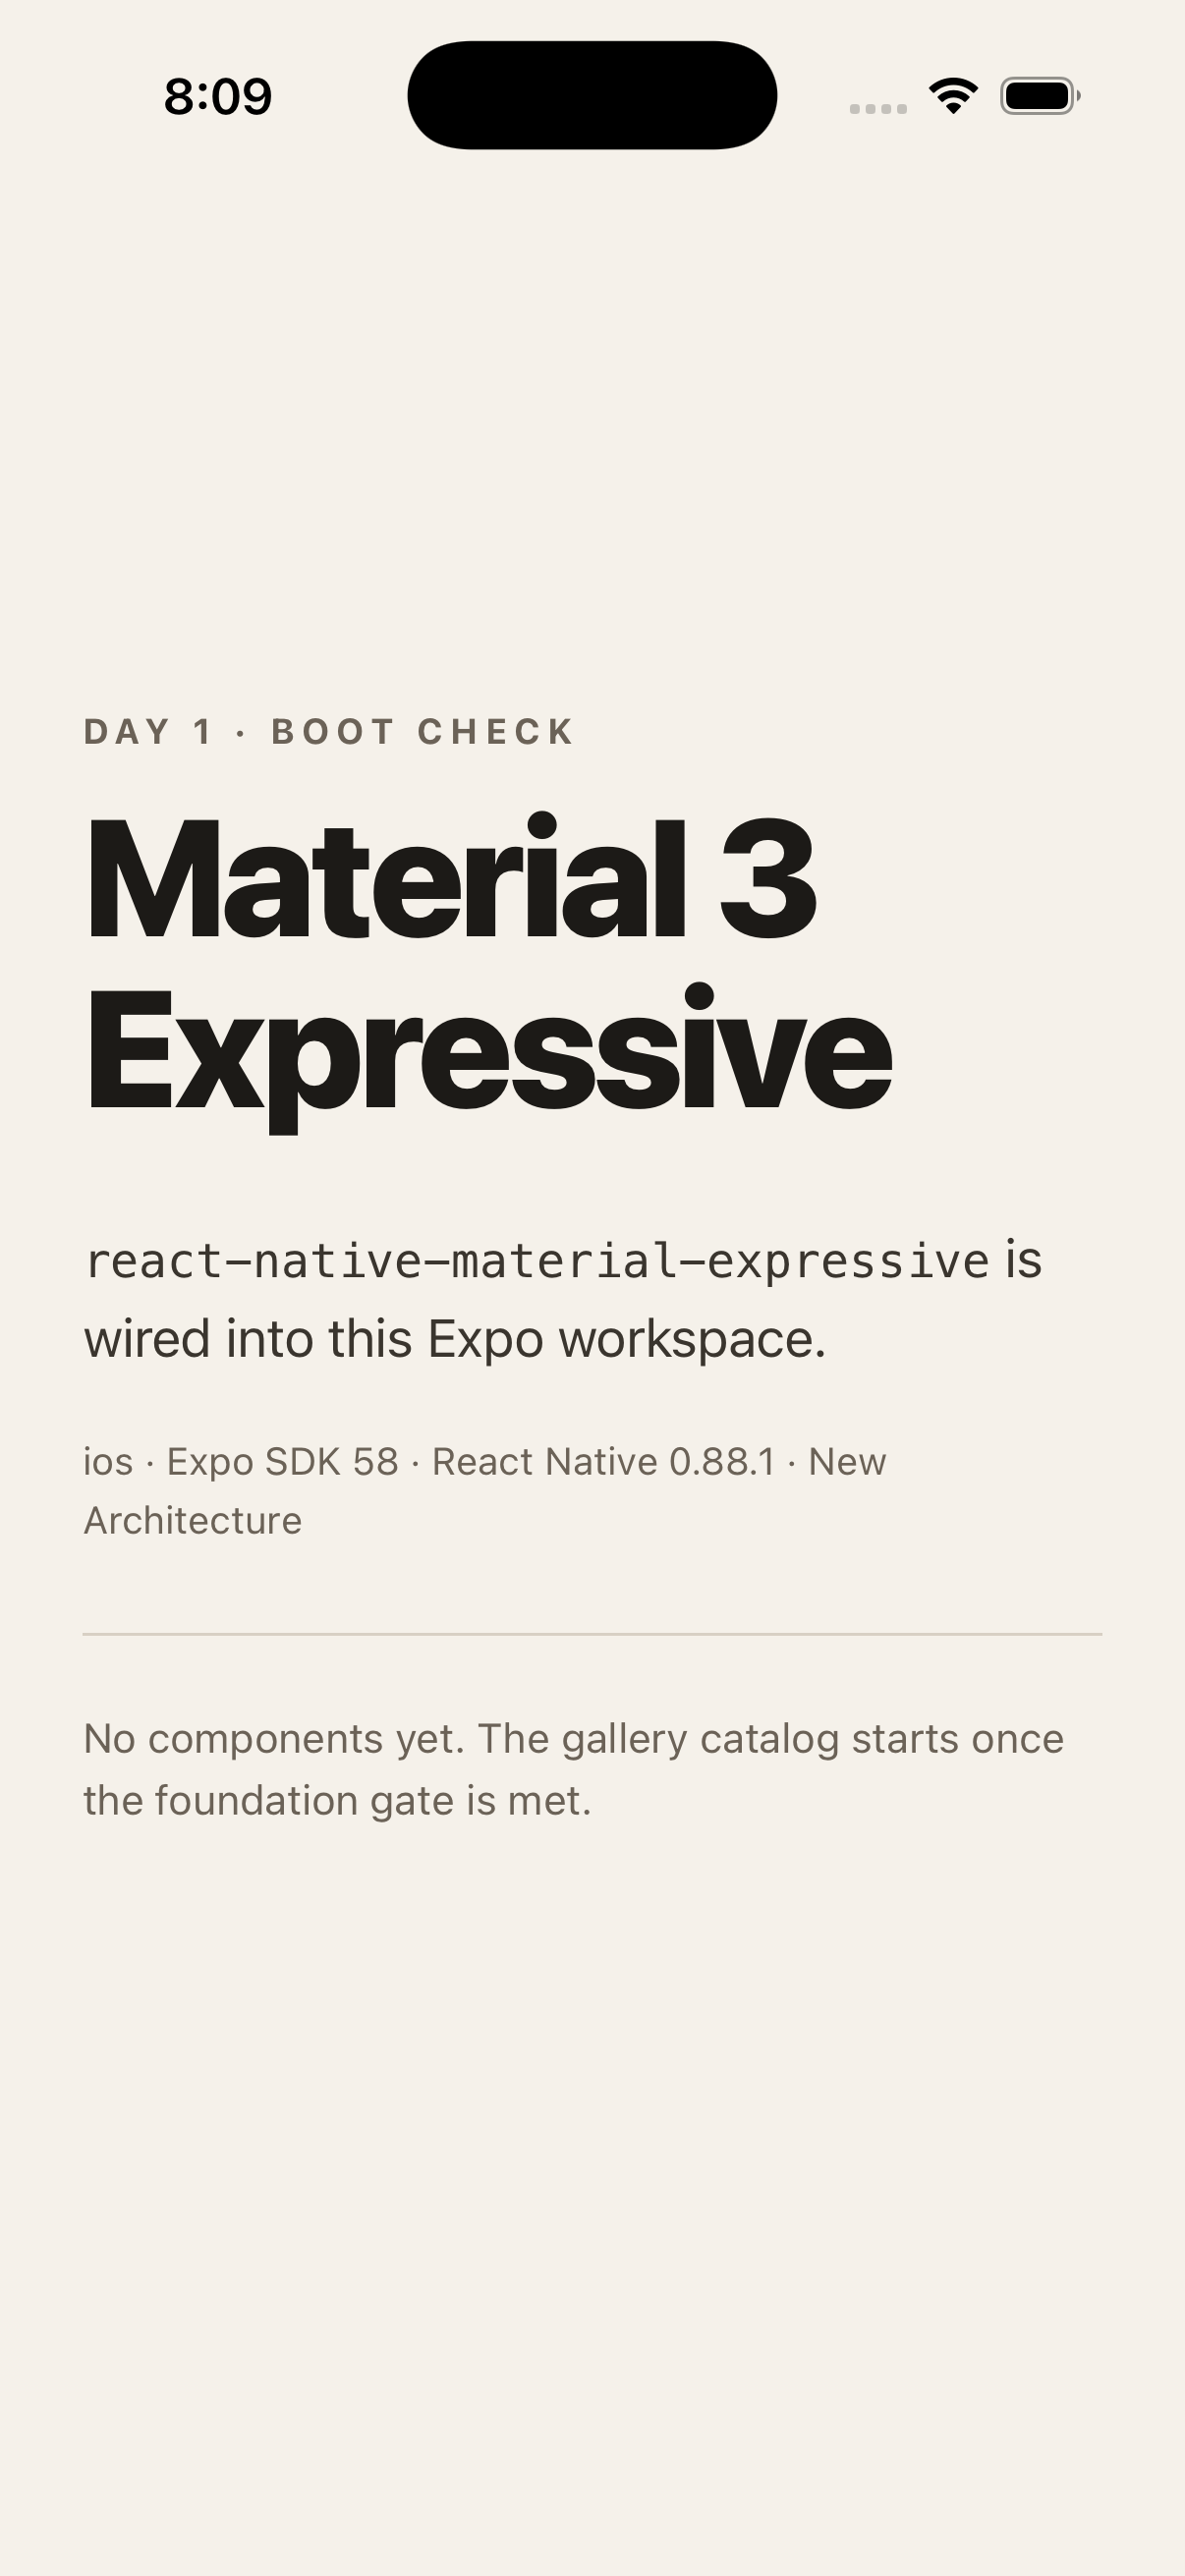 8:09
DAY 1 · BOOT CHECK
Material 3
Expressive
react-native-material-expressive is
wired into this Expo workspace.
ios · Expo SDK 58 · React Native 0.88.1 · New
Architecture
No components yet. The gallery catalog starts once
the foundation gate is met.